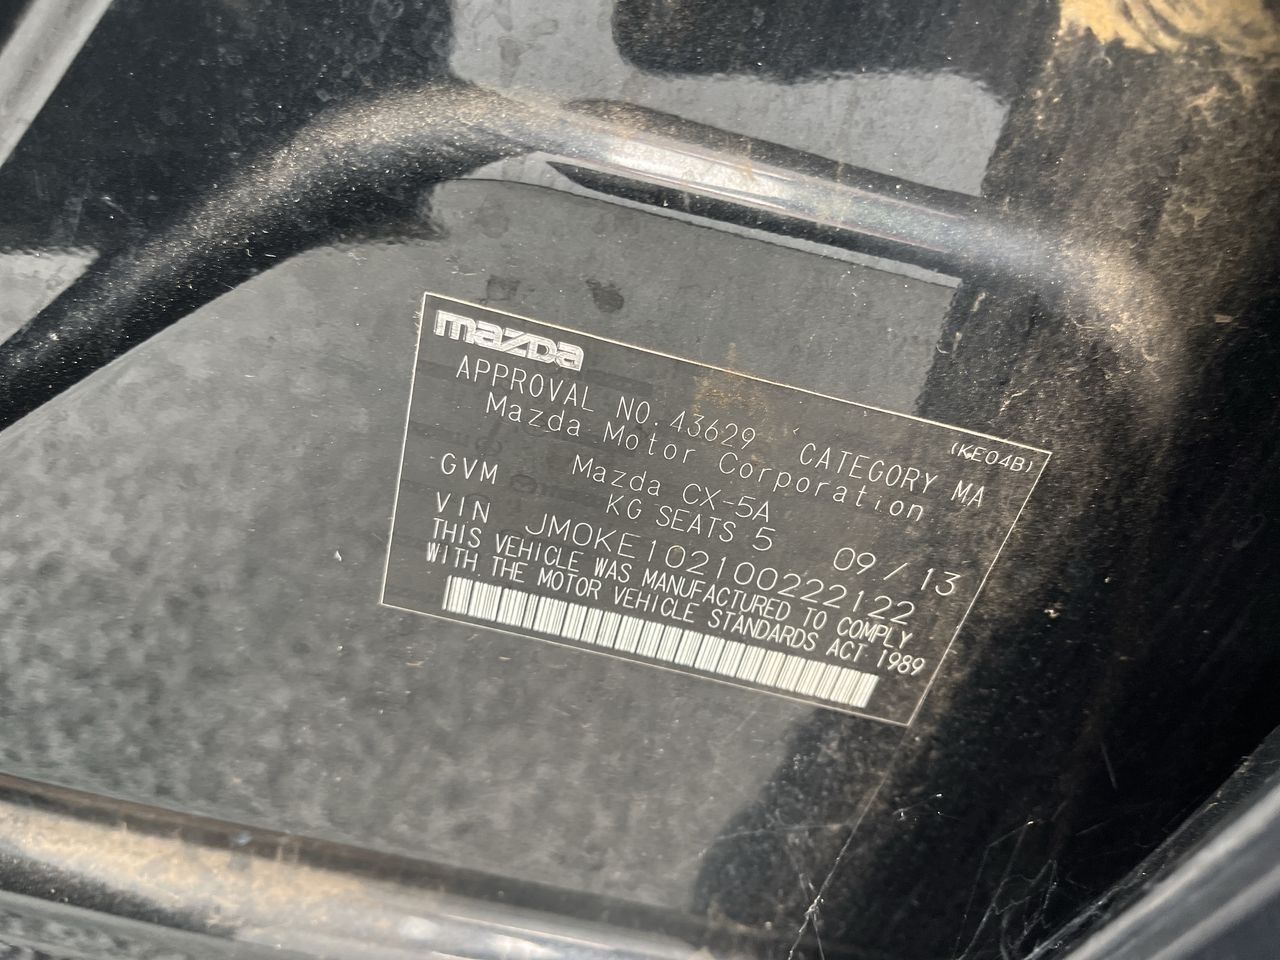 mazda
(KE04B)
APPROVAL NO. 43629 CATEGORY MA
Mazda Motor Corporation
Mazda CX-5A
GVM KG SEATS 5 09/13
VIN JM0KE102100222122
THIS VEHICLE WAS MANUFACTURED TO COMPLY
WITH THE MOTOR VEHICLE STANDARDS ACT 1989